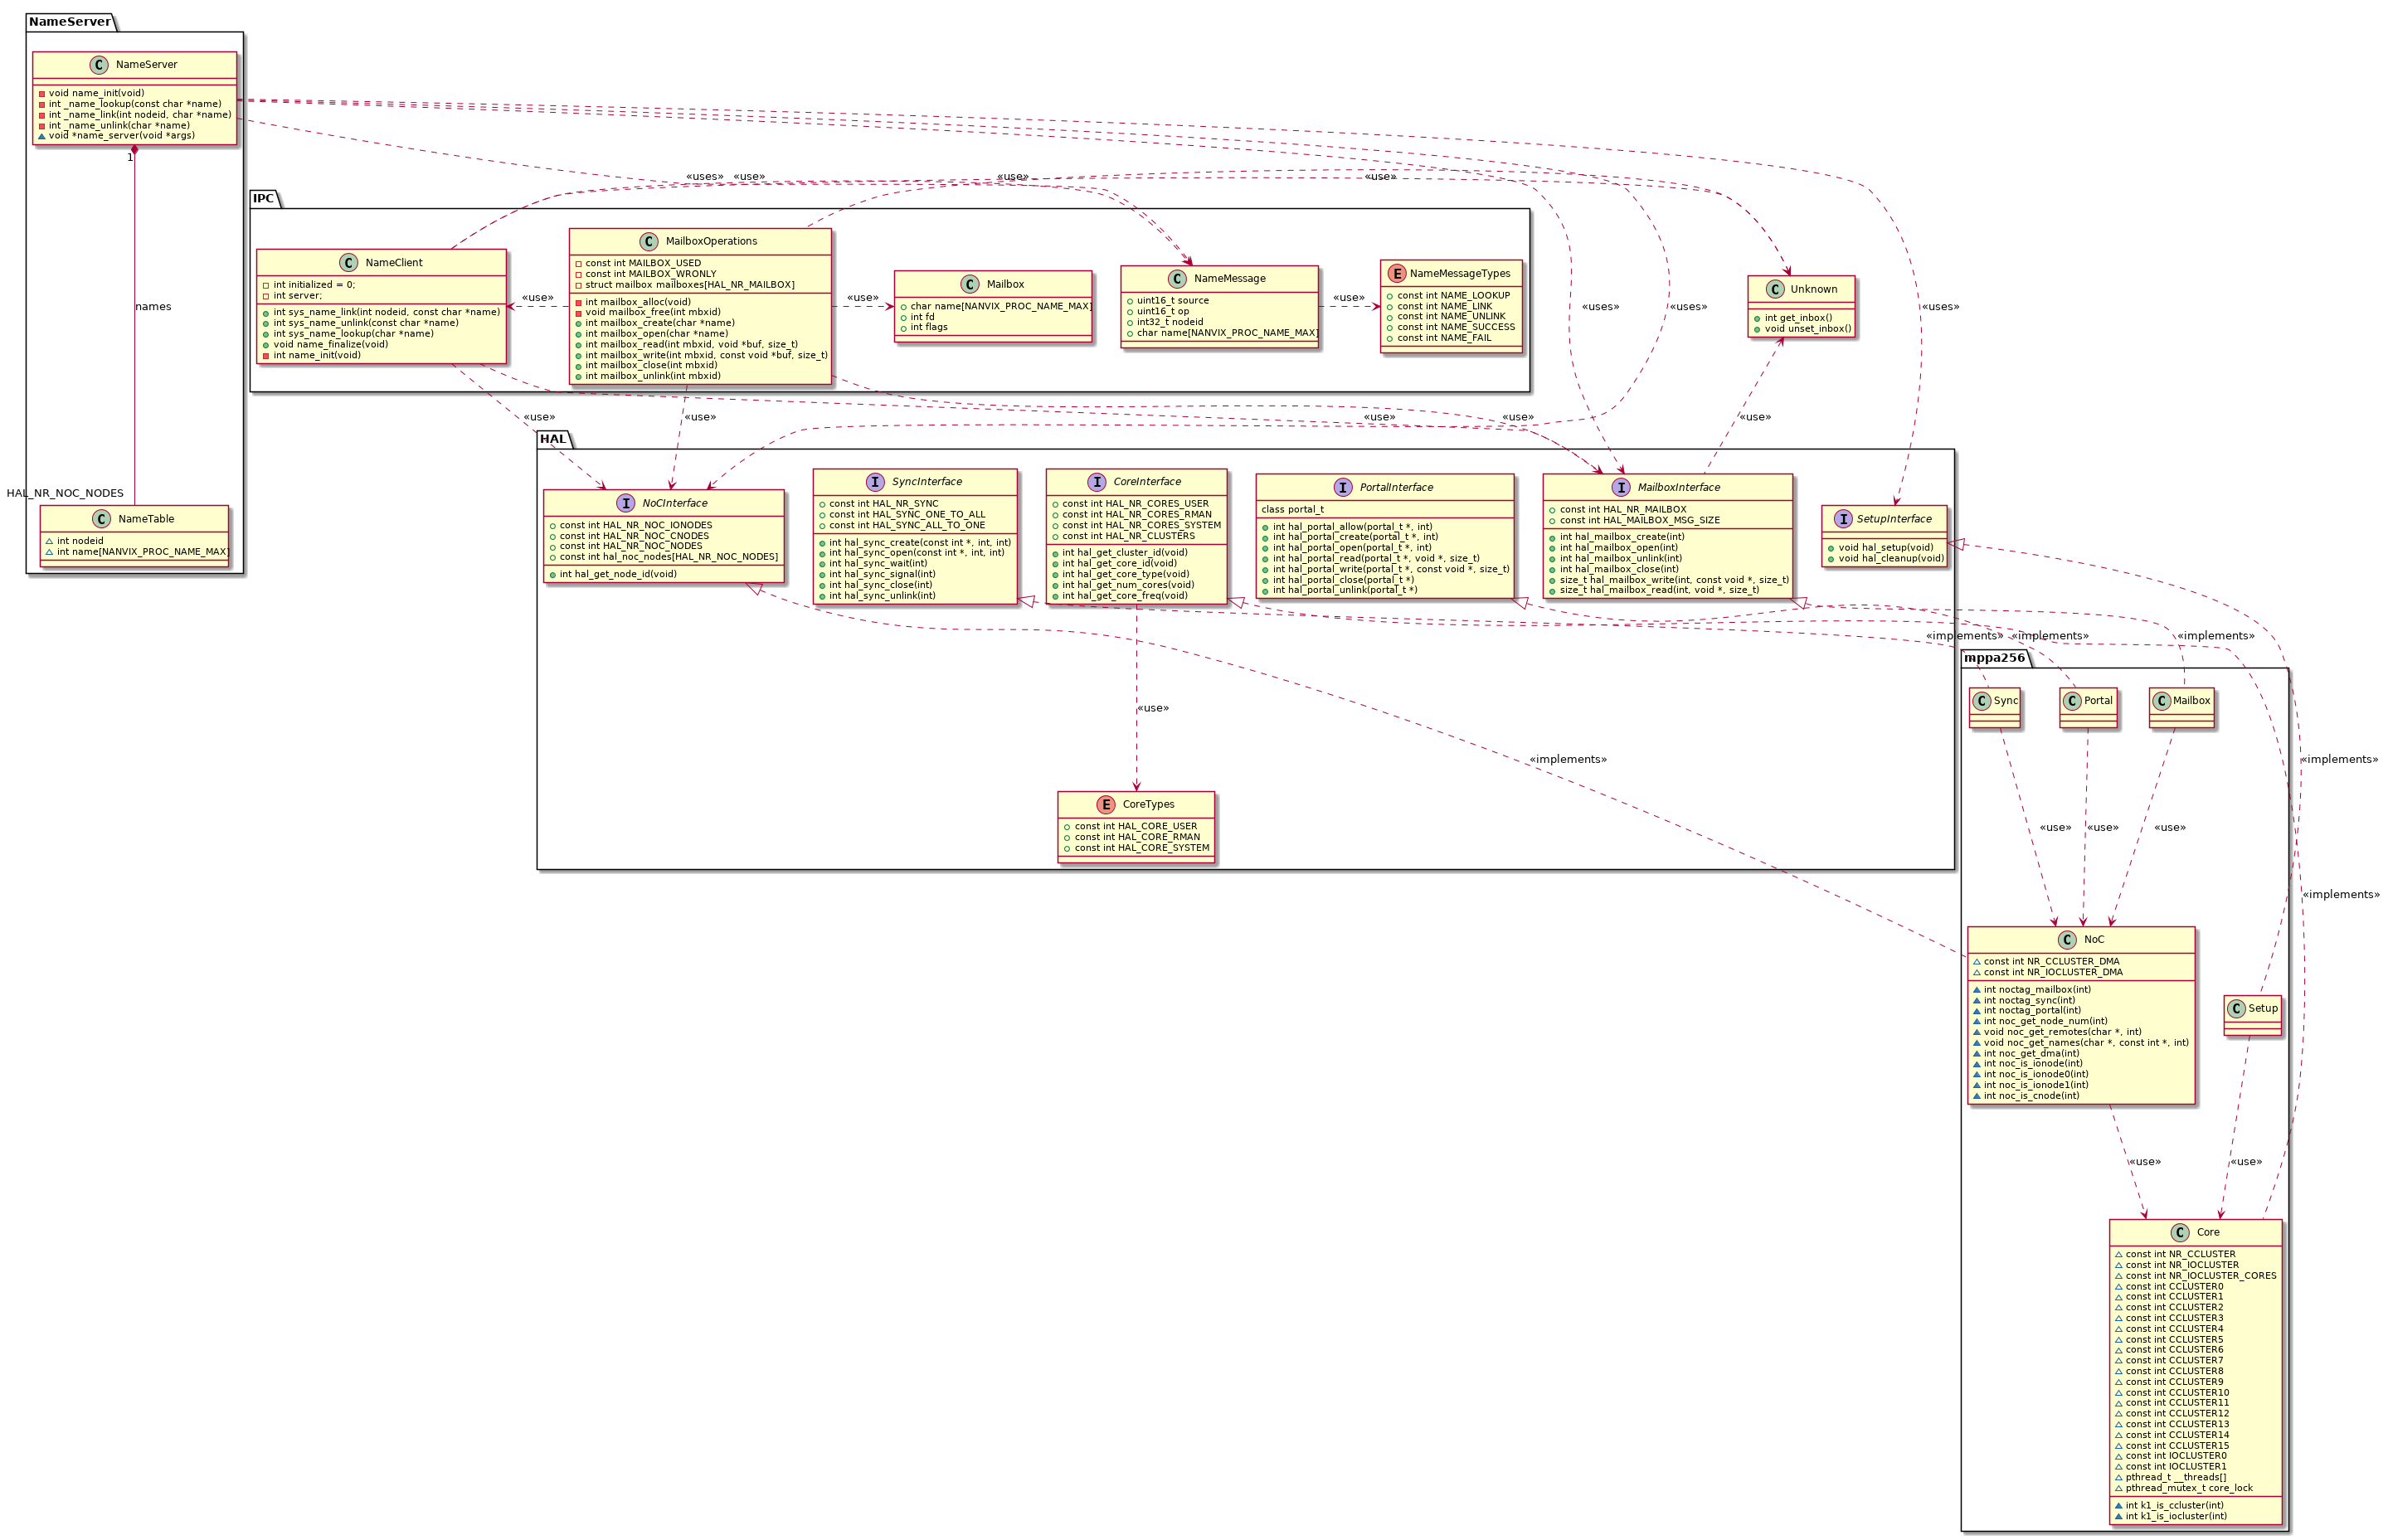 NameServer
NameServer
void name_init(void)
int _name_lookup(const char *name)
int _name_link(int nodeid, char *name)
int _name_unlink(char *name)
void *name_server(void *args)
1
names
HAL_NR_NOC_NODES
NameTable
int nodeid
int name[NANVIX_PROC_NAME_MAX]
«uses»
«use»
«use»
«use»
IPC
NameClient
int initialized = 0;
int server;
int sys_name_link(int nodeid, const char *name)
int sys_name_unlink(const char *name)
int sys_name_lookup(char *name)
void name_finalize(void)
int name_init(void)
«use»
MailboxOperations
const int MAILBOX_USED
const int MAILBOX_WRONLY
struct mailbox mailboxes[HAL_NR_MAILBOX]
int mailbox_alloc(void)
void mailbox_free(int mbxid)
int mailbox_create(char *name)
int mailbox_open(char *name)
int mailbox_read(int mbxid, void *buf, size_t)
int mailbox_write(int mbxid, const void *buf, size_t)
int mailbox_close(int mbxid)
int mailbox_unlink(int mbxid)
«use»
Mailbox
char name[NANVIX_PROC_NAME_MAX]
int fd
int flags
NameMessage
uint16_t source
uint16_t op
int32_t nodeid
char name[NANVIX_PROC_NAME_MAX]
«use»
NameMessageTypes
const int NAME_LOOKUP
const int NAME_LINK
const int NAME_UNLINK
const int NAME_SUCCESS
const int NAME_FAIL
«uses»
«uses»
Unknown
int get_inbox()
void unset_inbox()
«uses»
«use»
«use»
«use»
«use»
«use»
HAL
NoCInterface
const int HAL_NR_NOC_IONODES
const int HAL_NR_NOC_CNODES
const int HAL_NR_NOC_NODES
const int hal_noc_nodes[HAL_NR_NOC_NODES]
int hal_get_node_id(void)
SyncInterface
const int HAL_NR_SYNC
const int HAL_SYNC_ONE_TO_ALL
const int HAL_SYNC_ALL_TO_ONE
int hal_sync_create(const int *, int, int)
int hal_sync_open(const int *, int, int)
int hal_sync_wait(int)
int hal_sync_signal(int)
int hal_sync_close(int)
int hal_sync_unlink(int)
CoreInterface
const int HAL_NR_CORES_USER
const int HAL_NR_CORES_RMAN
const int HAL_NR_CORES_SYSTEM
const int HAL_NR_CLUSTERS
int hal_get_cluster_id(void)
int hal_get_core_id(void)
int hal_get_core_type(void)
int hal_get_num_cores(void)
int hal_get_core_freq(void)
PortalInterface
class portal_t
int hal_portal_allow(portal_t *, int)
int hal_portal_create(portal_t *, int)
int hal_portal_open(portal_t *, int)
int hal_portal_read(portal_t *, void *, size_t)
int hal_portal_write(portal_t *, const void *, size_t)
int hal_portal_close(portal_t *)
int hal_portal_unlink(portal_t *)
MailboxInterface
const int HAL_NR_MAILBOX
const int HAL_MAILBOX_MSG_SIZE
int hal_mailbox_create(int)
int hal_mailbox_open(int)
int hal_mailbox_unlink(int)
int hal_mailbox_close(int)
size_t hal_mailbox_write(int, const void *, size_t)
size_t hal_mailbox_read(int, void *, size_t)
SetupInterface
void hal_setup(void)
void hal_cleanup(void)
«implements»
«implements»
«implements»
«use»
«implements»
«implements»
«implements»
CoreTypes
const int HAL_CORE_USER
const int HAL_CORE_RMAN
const int HAL_CORE_SYSTEM
mppa256
Sync
Portal
Mailbox
«use»
«use»
«use»
NoC
const int NR_CCLUSTER_DMA
const int NR_IOCLUSTER_DMA
int noctag_mailbox(int)
int noctag_sync(int)
int noctag_portal(int)
int noc_get_node_num(int)
void noc_get_remotes(char *, int)
void noc_get_names(char *, const int *, int)
int noc_get_dma(int)
int noc_is_ionode(int)
int noc_is_ionode0(int)
int noc_is_ionode1(int)
int noc_is_cnode(int)
Setup
«use»
«use»
Core
const int NR_CCLUSTER
const int NR_IOCLUSTER
const int NR_IOCLUSTER_CORES
const int CCLUSTER0
const int CCLUSTER1
const int CCLUSTER2
const int CCLUSTER3
const int CCLUSTER4
const int CCLUSTER5
const int CCLUSTER6
const int CCLUSTER7
const int CCLUSTER8
const int CCLUSTER9
const int CCLUSTER10
const int CCLUSTER11
const int CCLUSTER12
const int CCLUSTER13
const int CCLUSTER14
const int CCLUSTER15
const int IOCLUSTER0
const int IOCLUSTER1
pthread_t __threads[]
pthread_mutex_t core_lock
int k1_is_ccluster(int)
int k1_is_iocluster(int)